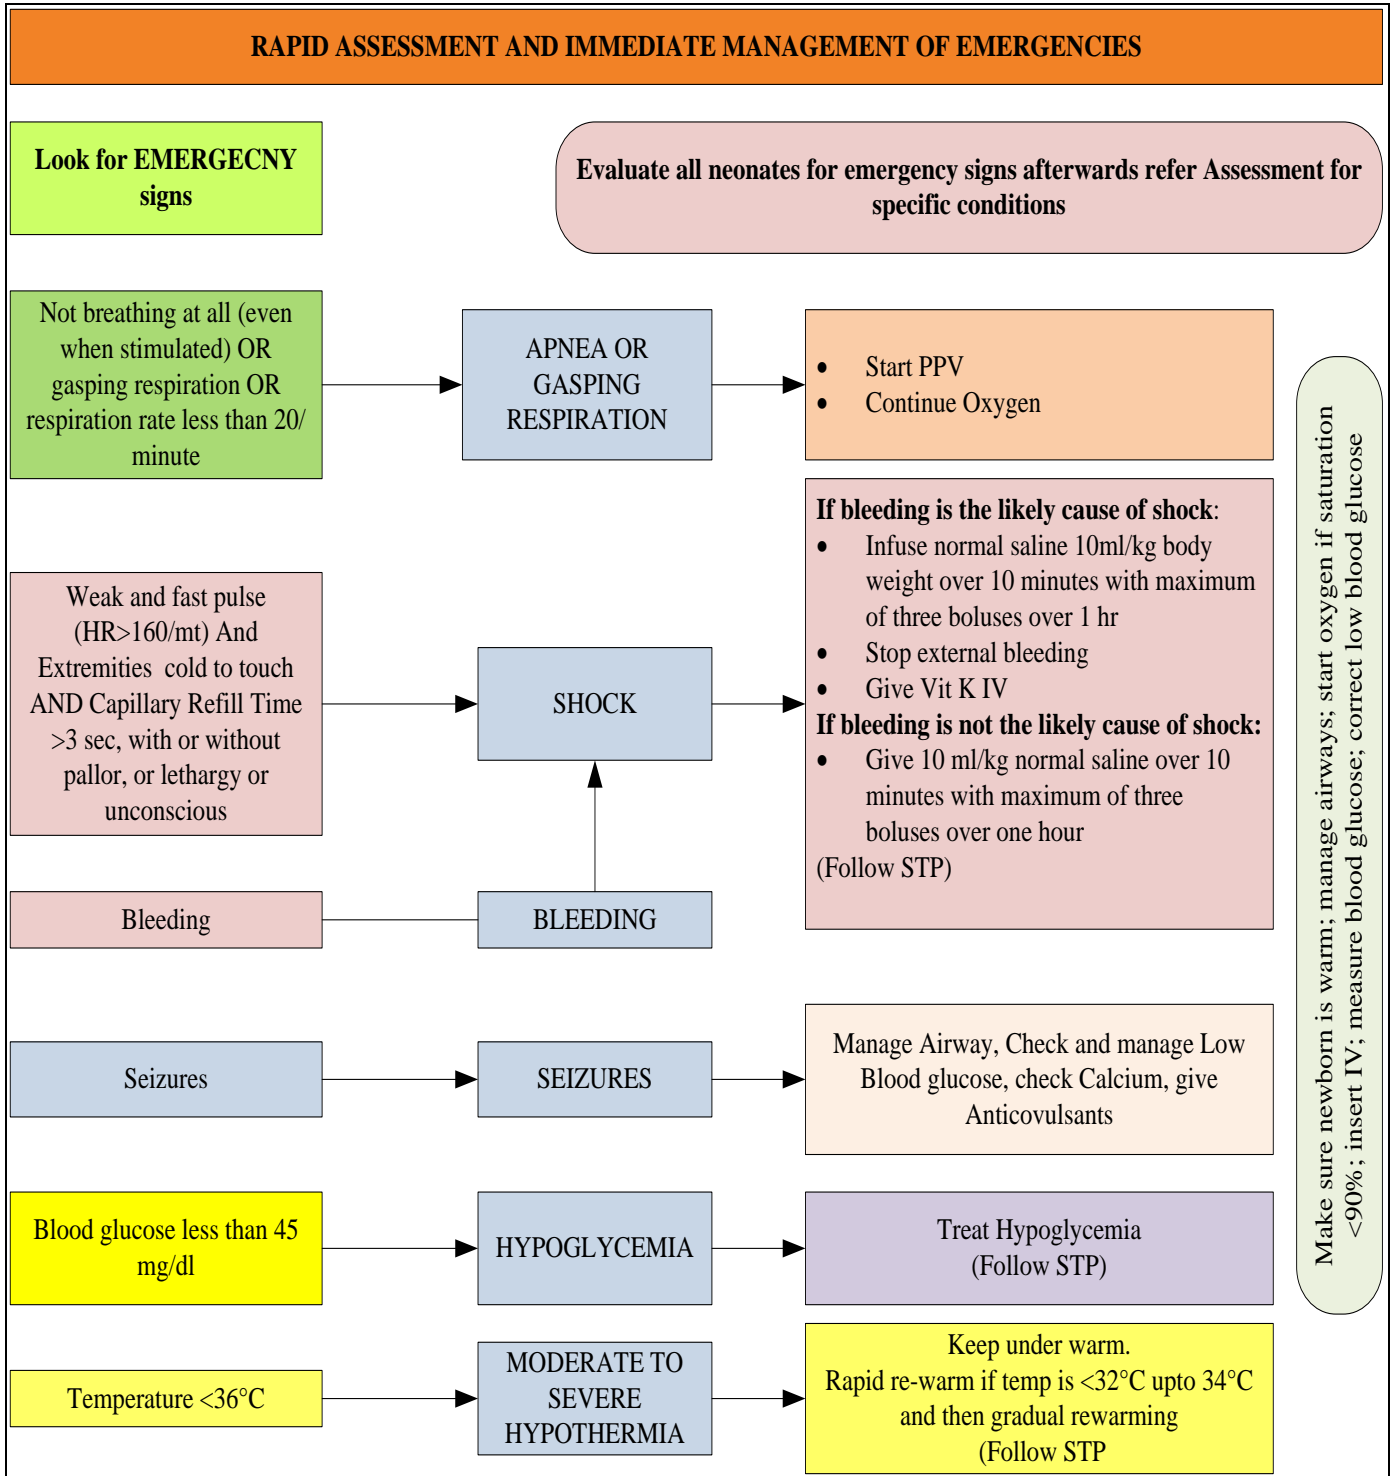 RAPID ASSESSMENT AND IMMEDIATE MANAGEMENT OF EMERGENCIES
Look for EMERGECNY
signs
Evaluate all neonates for emergency signs afterwards refer Assessment for
specific conditions
Not breathing at all (even
when stimulated) OR
gasping respiration OR
respiration rate less than 20/
minute
APNEA OR
GASPING
RESPIRATION
• Start PPV
• Continue Oxygen
Weak and fast pulse
(HR>160/mt) And
Extremities cold to touch
AND Capillary Refill Time
>3 sec, with or without
pallor, or lethargy or
unconscious
SHOCK
If bleeding is the likely cause of shock:
• Infuse normal saline 10ml/kg body
weight over 10 minutes with maximum
of three boluses over 1 hr
• Stop external bleeding
• Give Vit K IV
If bleeding is not the likely cause of shock:
• Give 10 ml/kg normal saline over 10
minutes with maximum of three
boluses over one hour
(Follow STP)
Bleeding
BLEEDING
Seizures
SEIZURES
Manage Airway, Check and manage Low
Blood glucose, check Calcium, give
Anticovulsants
Blood glucose less than 45
mg/dl
HYPOGLYCEMIA
Treat Hypoglycemia
(Follow STP)
Temperature <36°C
MODERATE TO
SEVERE
HYPOTHERMIA
Keep under warm.
Rapid re-warm if temp is <32°C upto 34°C
and then gradual rewarming
(Follow STP
Make sure newborn is warm; manage airways; start oxygen if saturation
<90%; insert IV; measure blood glucose; correct low blood glucose